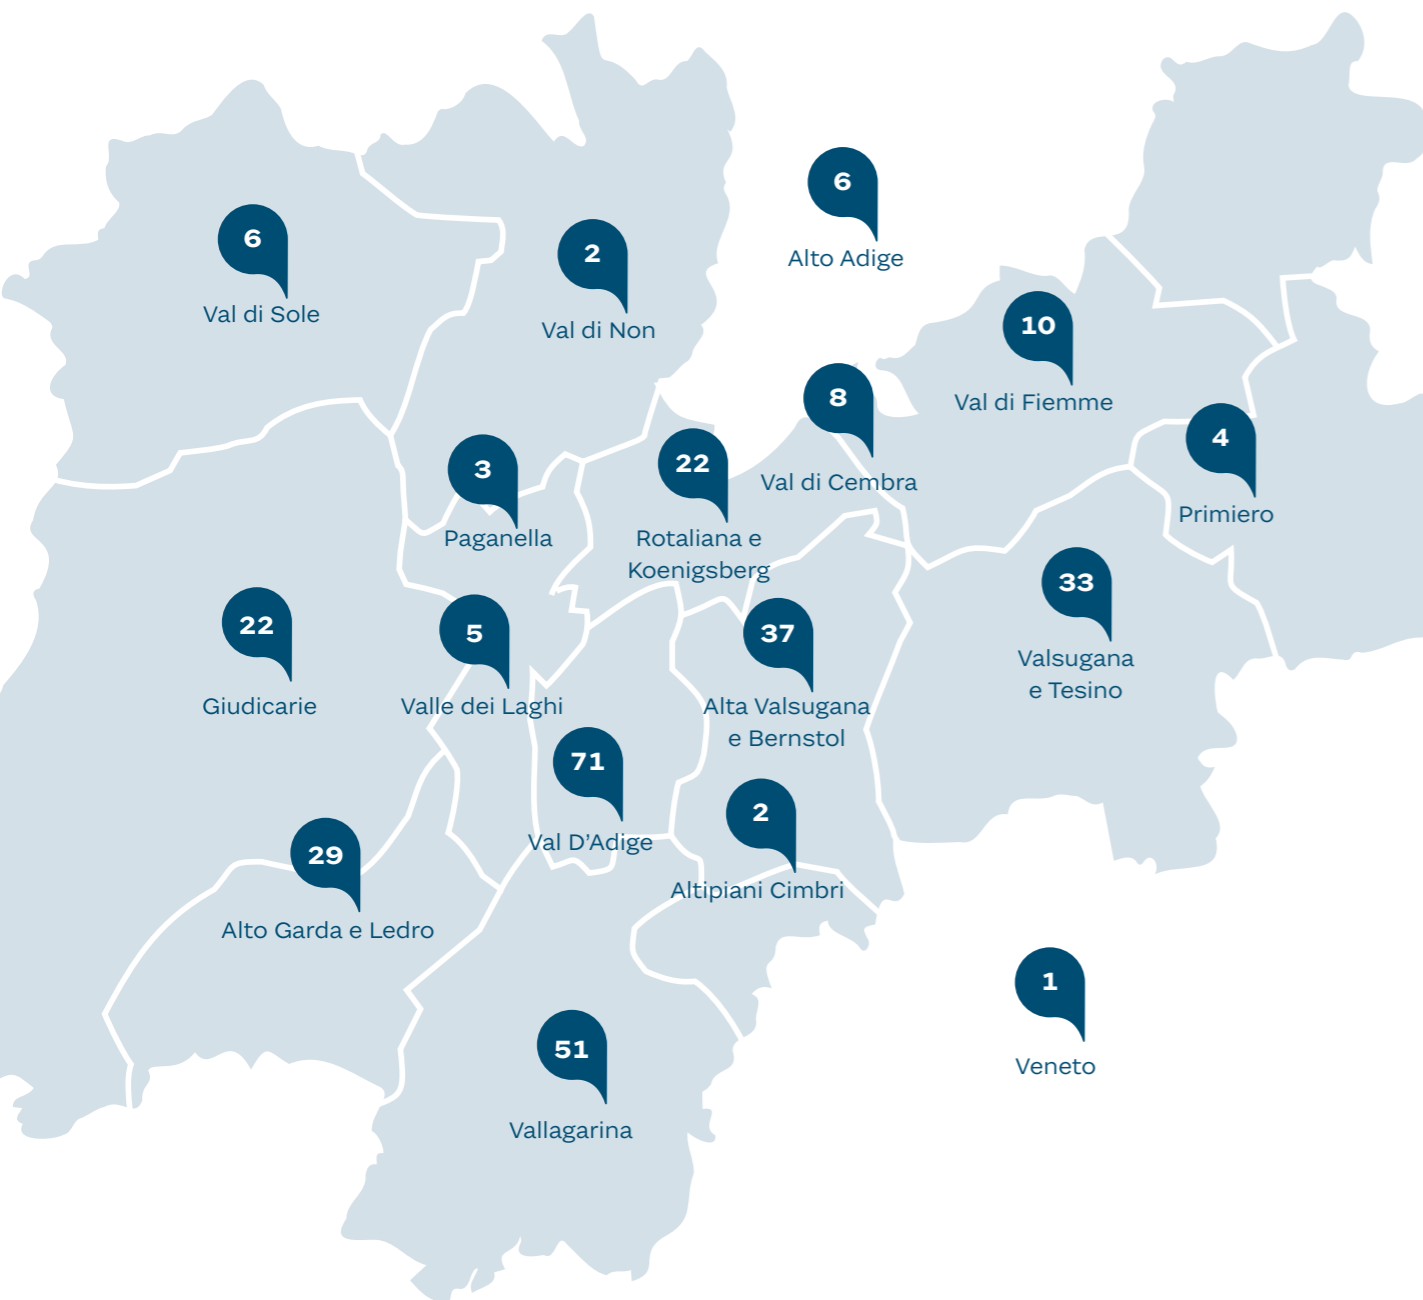 6
Alto Adige
6
Val di Sole
2
Val di Non
10
Val di Fiemme
8
Val di Cembra
4
Primiero
3
Paganella
22
Rotaliana e
Koenigsberg
33
Valsugana
e Tesino
22
Giudicarie
5
Valle dei Laghi
37
Alta Valsugana
e Bernstol
71
Val D’Adige
2
Altipiani Cimbri
29
Alto Garda e Ledro
1
Veneto
51
Vallagarina